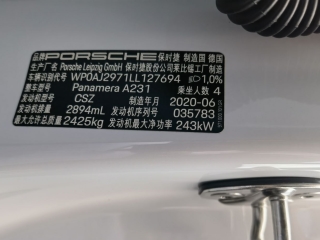 品牌 PORSCHE 保时捷 制造国 德国
生产厂名 Porsche Leipzig GmbH 保时捷股份公司莱比锡工厂制造
车辆识别代号 WP0AJ2971LL127694 1,0%
整车型号 Panamera A231 乘坐人数 4
发动机型号 CSZ 制造年月 2020-06
发动机排量 2894mL 发动机号 035783
最大允许总质量 2425kg 发动机最大净功率 243kW